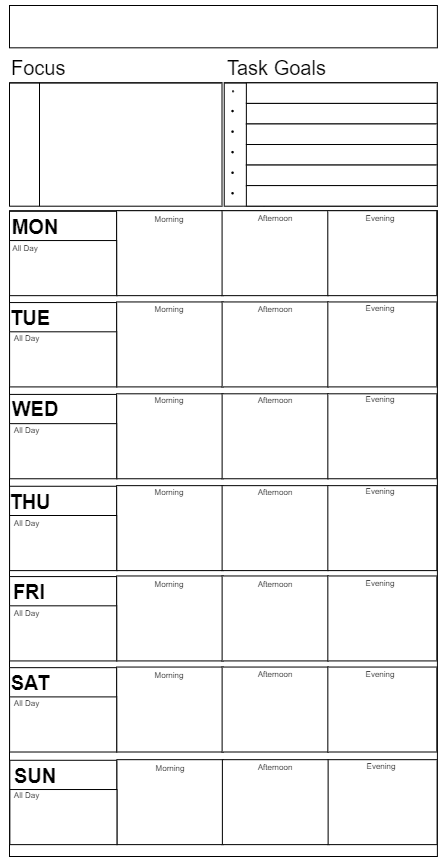 Focus
Task Goals
MON
Morning
Afternoon
Evening
All Day
TUE
Morning
Afternoon
Evening
All Day
WED
Morning
Afternoon
Evening
All Day
THU
Morning
Afternoon
Evening
All Day
FRI
Morning
Afternoon
Evening
All Day
SAT
Morning
Afternoon
Evening
All Day
SUN
Morning
Afternoon
Evening
All Day